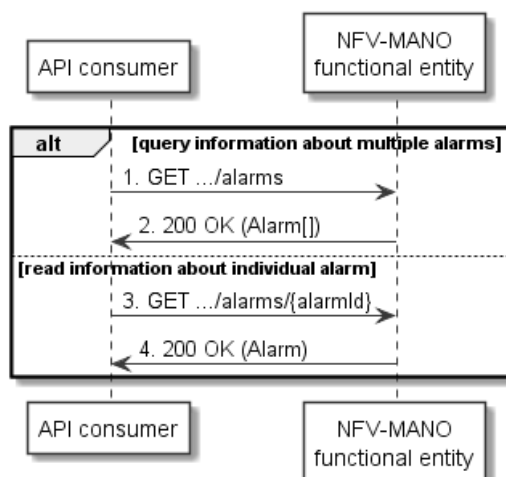 API consumer
NFV-MANO
functional entity
alt
[query information about multiple alarms]
1. GET .../alarms
2. 200 OK (Alarm[])
[read information about individual alarm]
3. GET .../alarms/{alarmId}
4. 200 OK (Alarm)
API consumer
NFV-MANO
functional entity